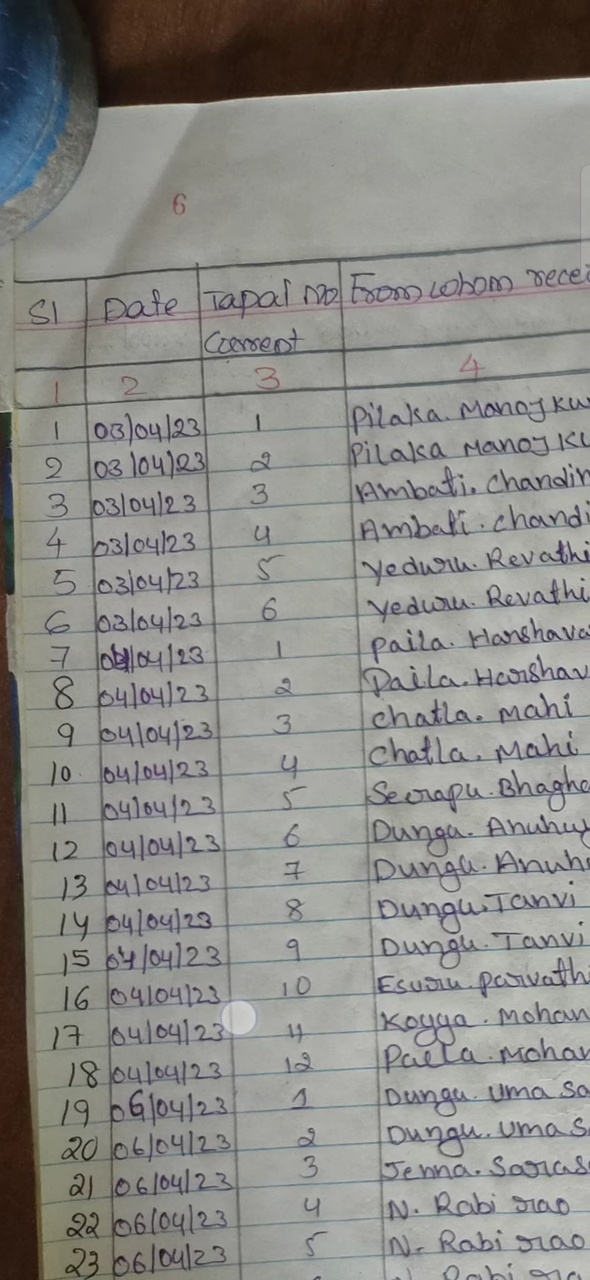 6
Sl Date Tapal No From whom recei
Current
1 2 3 4
1 03/04/23 1 Pilaka. Manoj Ku
2 03/04/23 2 Pilaka Manoj Ku
3 03/04/23 3 Ambati. Chandin
4 03/04/23 4 Ambati. Chandi
5 03/04/23 5 Yeduru. Revathi
6 03/04/23 6 Yeduru. Revathi
7 04/04/23 1 Paila. Harshava
8 04/04/23 2 Paila. Harshav
9 04/04/23 3 Chatla. Mahi
10 04/04/23 4 Chatla. Mahi
11 04/04/23 5 Seerapu. Bhagha
12 04/04/23 6 Dungu. Anuhy
13 04/04/23 7 Dungu. Anuh
14 04/04/23 8 Dungu. Tanvi
15 04/04/23 9 Dungu. Tanvi
16 04/04/23 10 Esuru. Parvath
17 04/04/23 11 Koyya. Mohan
18 04/04/23 12 Paila. Mohan
19 06/04/23 1 Dungu. Uma Sa
20 06/04/23 2 Dungu. Uma S
21 06/04/23 3 Jenna. Saras
22 06/04/23 4 N. Rabi rao
23 06/04/23 5 N. Rabi rao